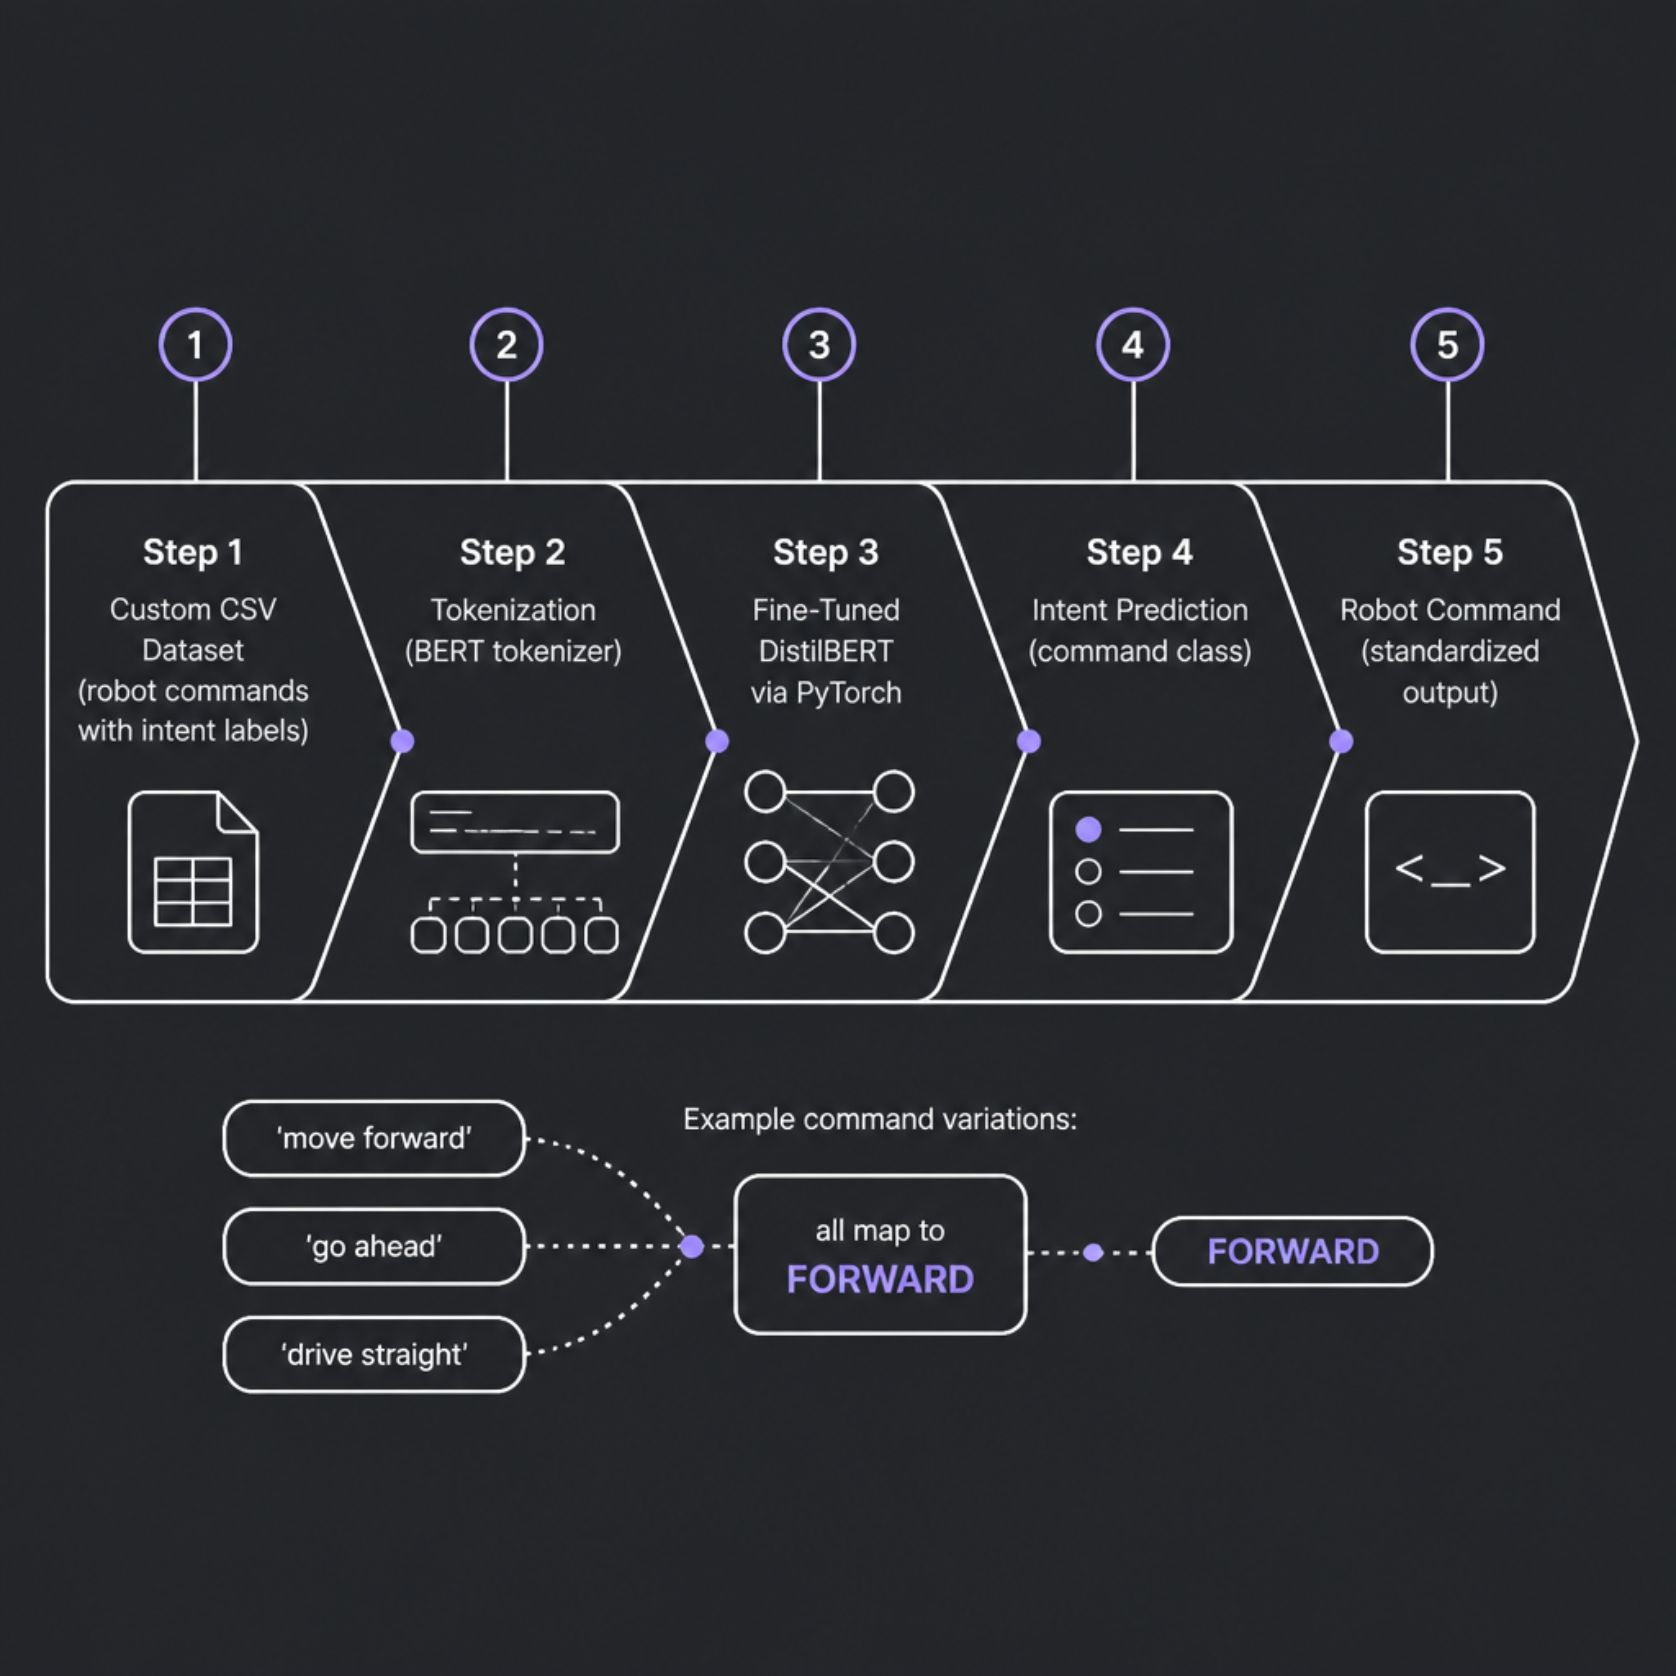 1
2
3
4
5
Step 1
Custom CSV
Dataset
(robot commands
with intent labels)
Step 2
Tokenization
(BERT tokenizer)
Step 3
Fine-Tuned
DistilBERT
via PyTorch
Step 4
Intent Prediction
(command class)
Step 5
Robot Command
(standardized
output)
<_>
Example command variations:
'move forward'
'go ahead'
'drive straight'
all map to
FORWARD
FORWARD